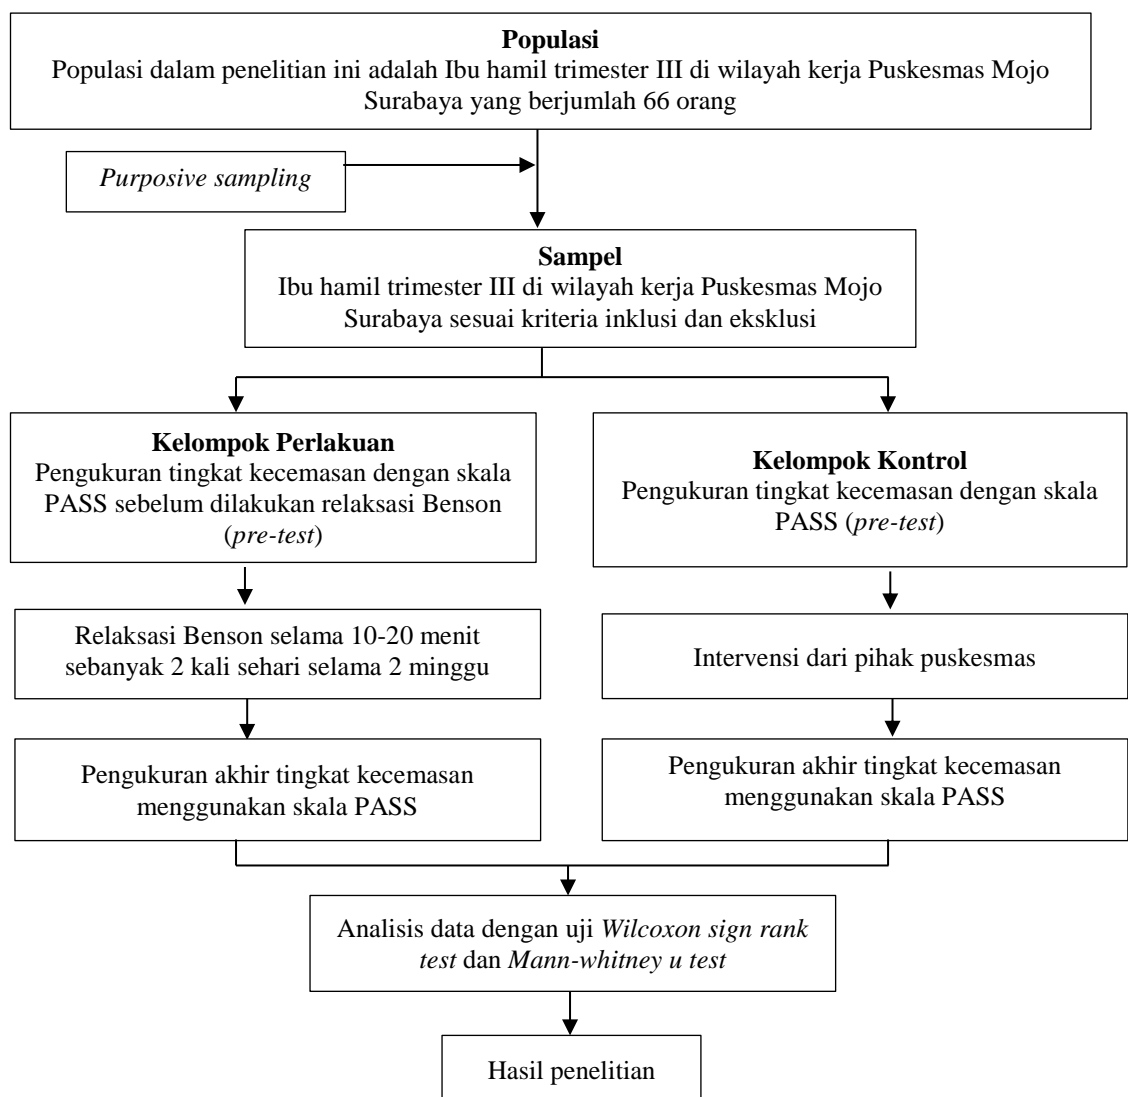 Populasi
Populasi dalam penelitian ini adalah Ibu hamil trimester III di wilayah kerja Puskesmas Mojo
Surabaya yang berjumlah 66 orang
Purposive sampling
Sampel
Ibu hamil trimester III di wilayah kerja Puskesmas Mojo
Surabaya sesuai kriteria inklusi dan eksklusi
Kelompok Perlakuan
Pengukuran tingkat kecemasan dengan skala
PASS sebelum dilakukan relaksasi Benson
(pre-test)
Kelompok Kontrol
Pengukuran tingkat kecemasan dengan skala
PASS (pre-test)
Relaksasi Benson selama 10-20 menit
sebanyak 2 kali sehari selama 2 minggu
Intervensi dari pihak puskesmas
Pengukuran akhir tingkat kecemasan
menggunakan skala PASS
Pengukuran akhir tingkat kecemasan
menggunakan skala PASS
Analisis data dengan uji Wilcoxon sign rank
test dan Mann-whitney u test
Hasil penelitian